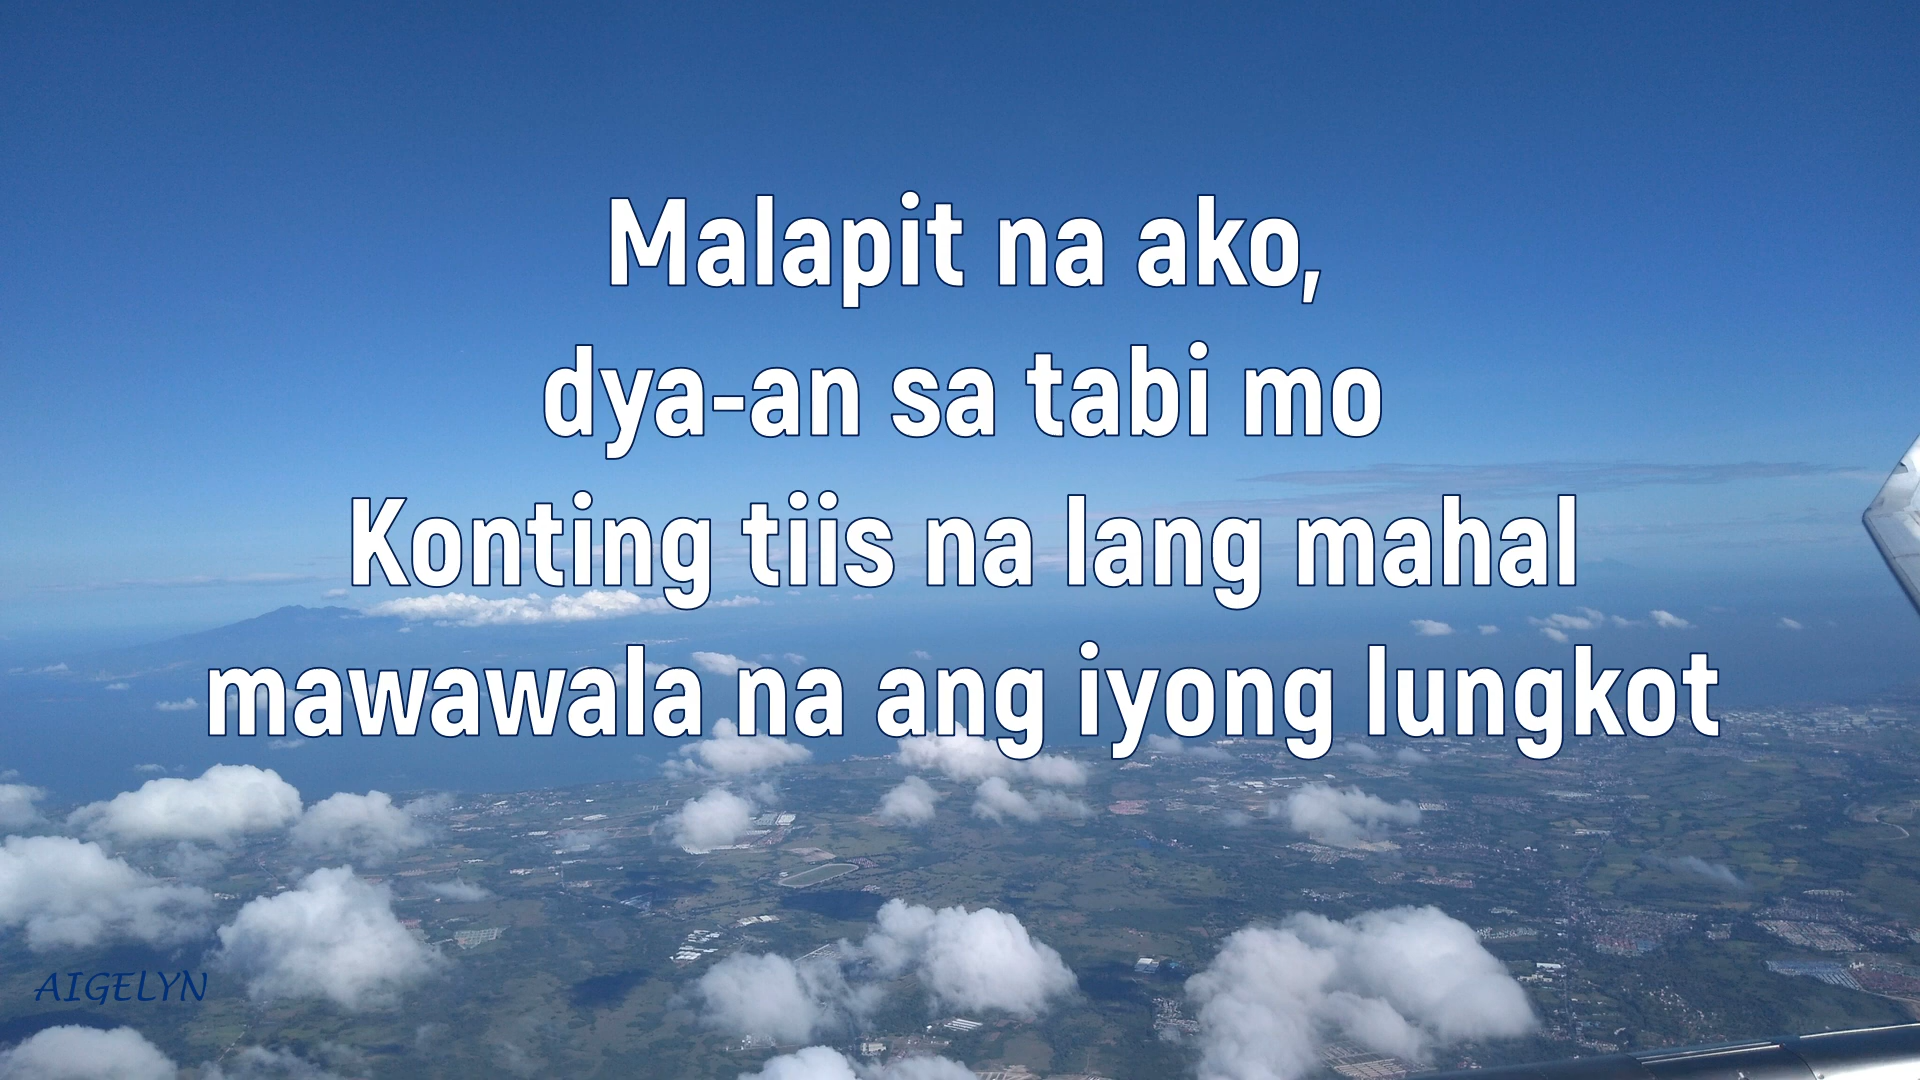 Malapit na ako,
dya-an sa tabi mo
Konting tiis na lang mahal
mawawala na ang iyong lungkot
AIGELYN